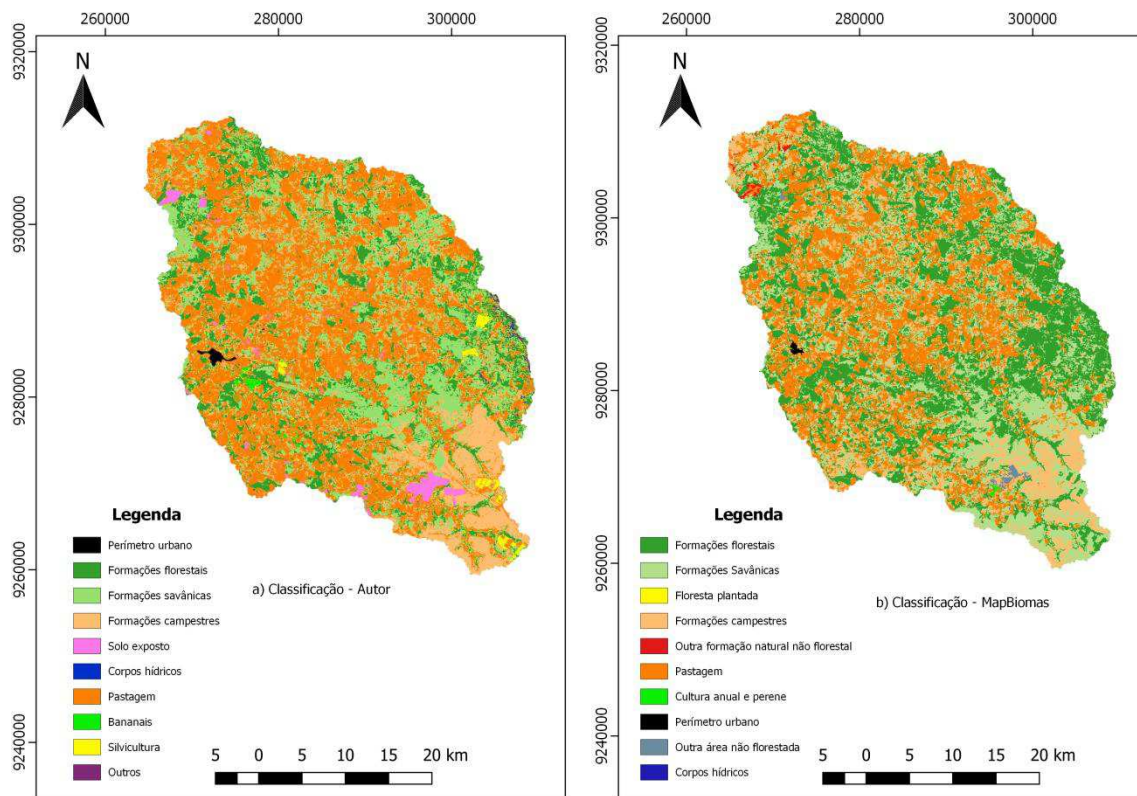 260000 280000 300000
9320000
9300000
9280000
9260000
9240000
N
Legenda
Perímetro urbano
Formações florestais
Formações savânicas
Formações campestres
Solo exposto
Corpos hídricos
Pastagem
Bananais
Silvicultura
Outros
a) Classificação - Autor
5 0 5 10 15 20 km
260000 280000 300000
9320000
9300000
9280000
9260000
9240000
N
Legenda
Formações florestais
Formações Savânicas
Floresta plantada
Formações campestres
Outra formação natural não florestal
Pastagem
Cultura anual e perene
Perímetro urbano
Outra área não florestada
Corpos hídricos
b) Classificação - MapBiomas
5 0 5 10 15 20 km